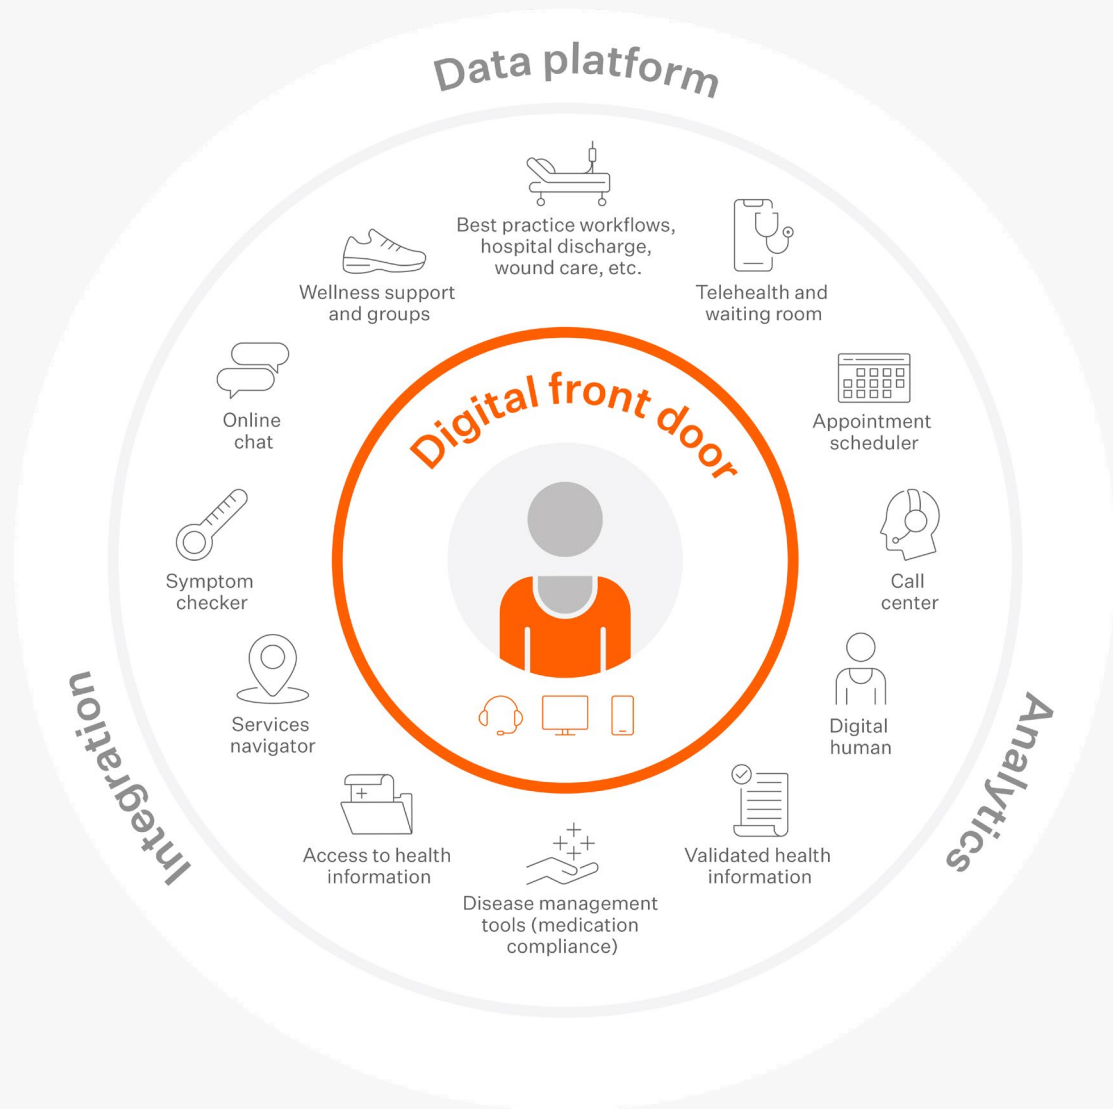 Data platform
Best practice workflows,
hospital discharge,
wound care, etc.
Wellness support
and groups
Telehealth and
waiting room
Online
chat
Digital front door
Appointment
scheduler
Symptom
checker
Call
center
Services
navigator
Digital
human
Integration
Analytics
Access to health
information
Validated health
information
Disease management
tools (medication
compliance)